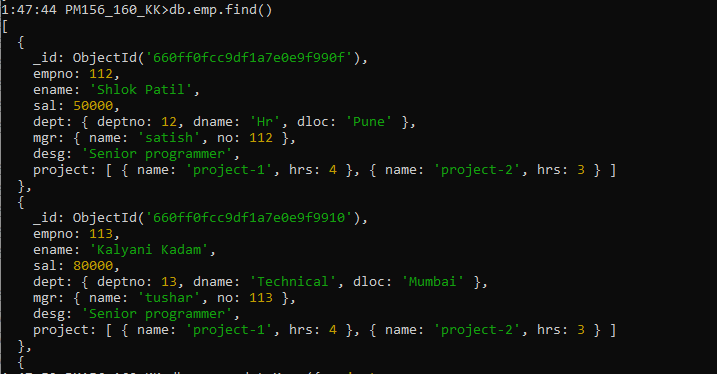 1:47:44 PM156_160_KK>db.emp.find()
[
  {
    _id: ObjectId('660ff0fcc9df1a7e0e9f990f'),
    empno: 112,
    ename: 'Shlok Patil',
    sal: 50000,
    dept: { deptno: 12, dname: 'Hr', dloc: 'Pune' },
    mgr: { name: 'satish', no: 112 },
    desg: 'Senior programmer',
    project: [ { name: 'project-1', hrs: 4 }, { name: 'project-2', hrs: 3 } ]
  },
  {
    _id: ObjectId('660ff0fcc9df1a7e0e9f9910'),
    empno: 113,
    ename: 'Kalyani Kadam',
    sal: 80000,
    dept: { deptno: 13, dname: 'Technical', dloc: 'Mumbai' },
    mgr: { name: 'tushar', no: 113 },
    desg: 'Senior programmer',
    project: [ { name: 'project-1', hrs: 4 }, { name: 'project-2', hrs: 3 } ]
  },
  {